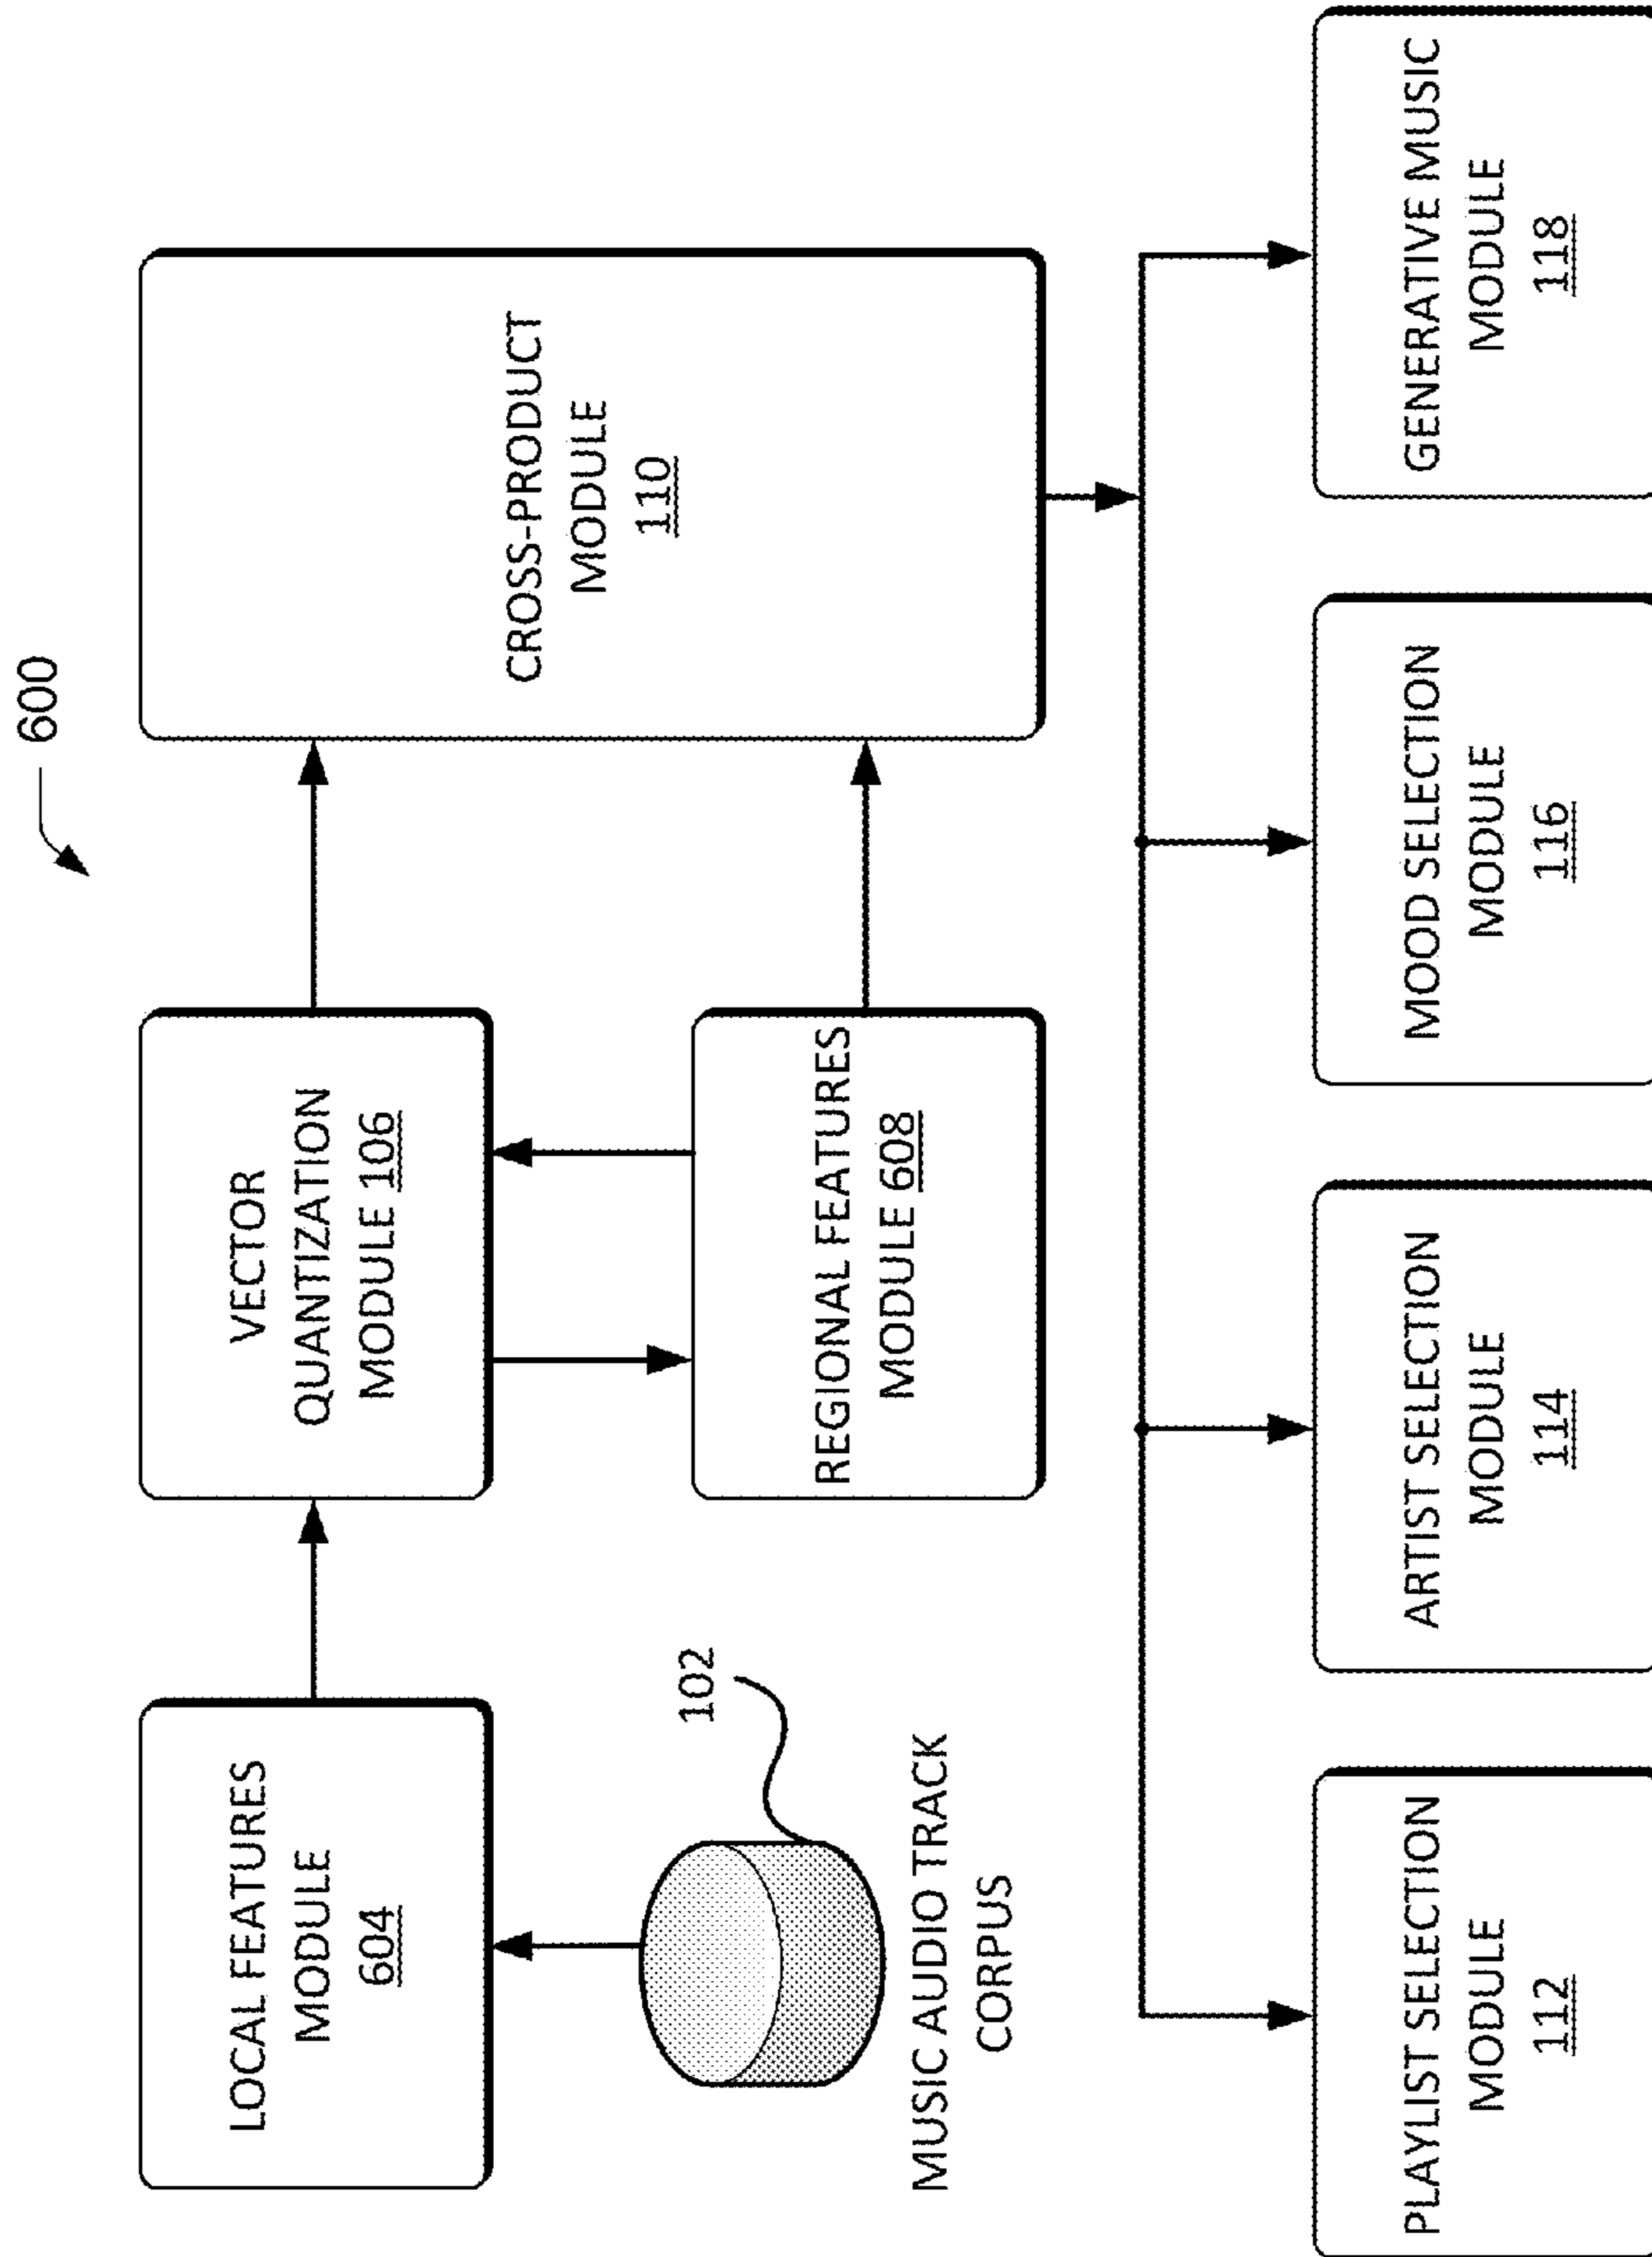 600
LOCAL FEATURES
MODULE
604
VECTOR
QUANTIZATION
MODULE 106
CROSS-PRODUCT
MODULE
110
102
MUSIC AUDIO TRACK
CORPUS
REGIONAL FEATURES
MODULE 608
PLAYLIST SELECTION
MODULE
112
ARTIST SELECTION
MODULE
114
MOOD SELECTION
MODULE
116
GENERATIVE MUSIC
MODULE
118